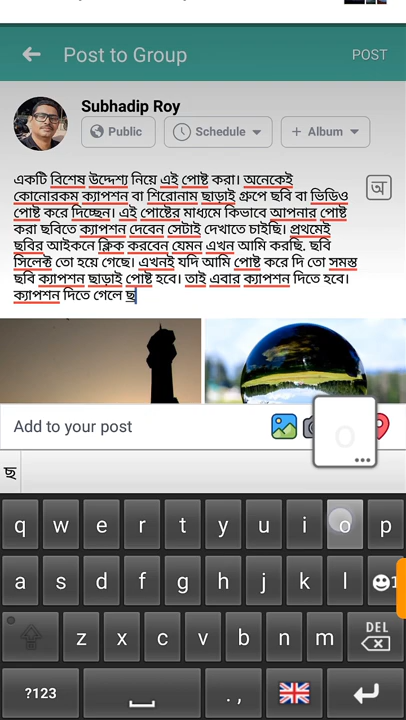 Post to Group
POST
Subhadip Roy
Public
Schedule
+ Album
অ
একটি বিশেষ উদ্দেশ্য নিয়ে এই পোষ্ট করা। অনেকেই
কোনোরকম ক্যাপশন বা শিরোনাম ছাড়াই গ্রুপে ছবি বা ভিডিও
পোষ্ট করে দিচ্ছেন। এই পোষ্টের মাধ্যমে কিভাবে আপনার পোষ্ট
করা ছবিতে ক্যাপশন দেবেন সেটাই দেখাতে চাইছি। প্রথমেই
ছবির আইকনে ক্লিক করবেন যেমন এখন আমি করছি. ছবি
সিলেক্ট তো হয়ে গেছে। এখনই যদি আমি পোষ্ট করে দি তো সমস্ত
ছবি ক্যাপশন ছাড়াই পোষ্ট হবে। তাই এবার ক্যাপশন দিতে হবে।
ক্যাপশন দিতে গেলে ছ
Add to your post
o
...
ছ
q w e r t y u i o p
a s d f g h j k l
z x c v b n m DEL
?123 . ,